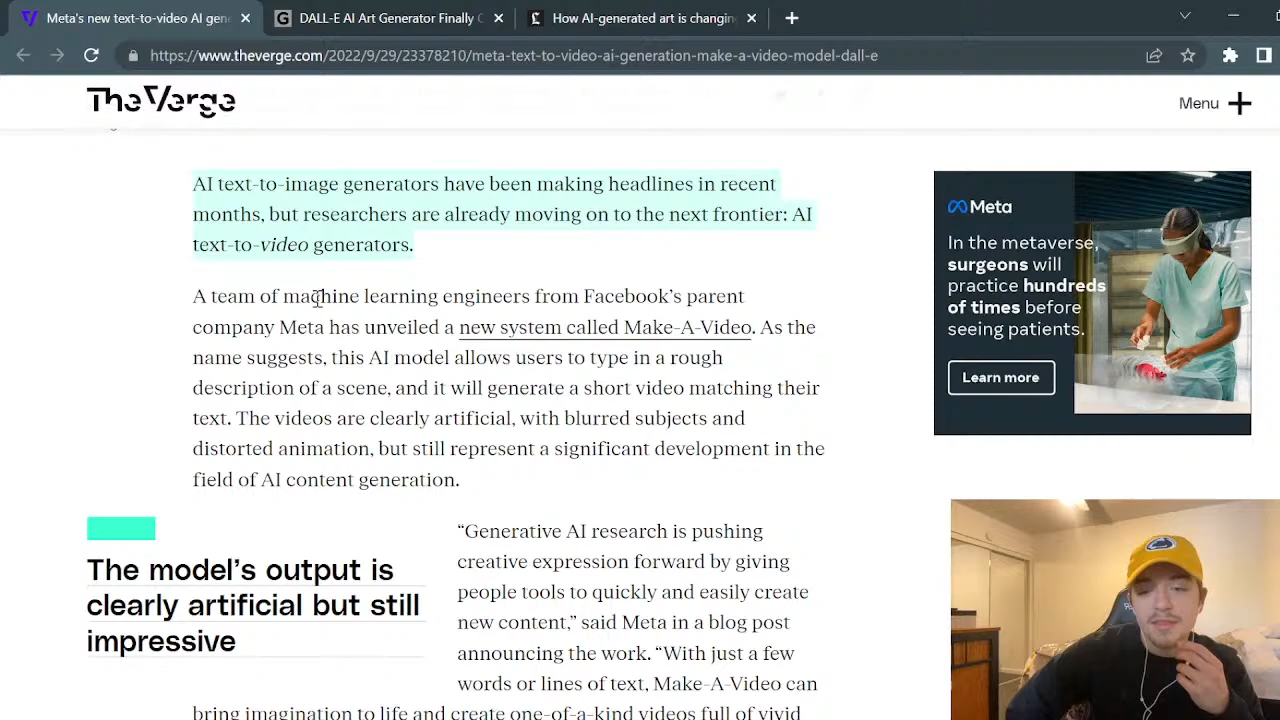 Meta's new text-to-video AI gene
DALL-E AI Art Generator Finally C
How AI-generated art is changin
https://www.theverge.com/2022/9/29/23378210/meta-text-to-video-ai-generation-make-a-video-model-dall-e
The Verge
Menu
AI text-to-image generators have been making headlines in recent
months, but researchers are already moving on to the next frontier: AI
text-to-video generators.
A team of machine learning engineers from Facebook’s parent
company Meta has unveiled a new system called Make-A-Video. As the
name suggests, this AI model allows users to type in a rough
description of a scene, and it will generate a short video matching their
text. The videos are clearly artificial, with blurred subjects and
distorted animation, but still represent a significant development in the
field of AI content generation.
The model’s output is
clearly artificial but still
impressive
“Generative AI research is pushing
creative expression forward by giving
people tools to quickly and easily create
new content,” said Meta in a blog post
announcing the work. “With just a few
words or lines of text, Make-A-Video can
bring imagination to life and create one-of-a-kind videos full of vivid
Meta
In the metaverse,
surgeons will
practice hundreds
of times before
seeing patients.
Learn more